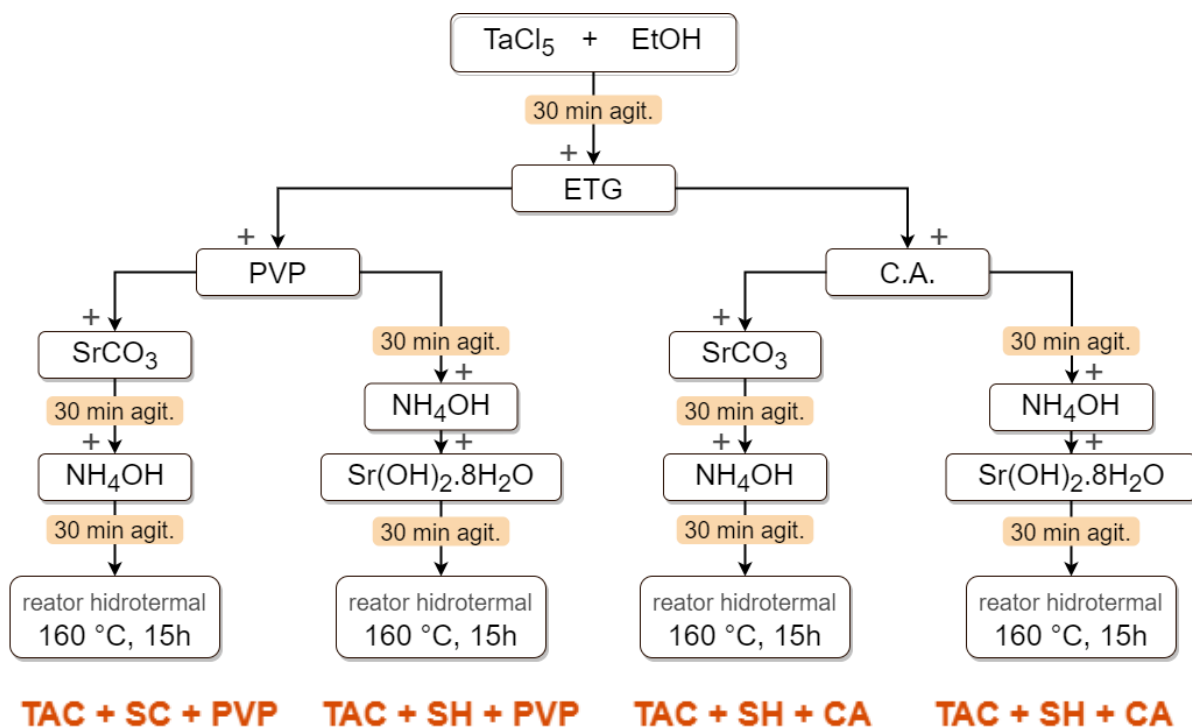 TaCl5 + EtOH
30 min agit.
+
ETG
+ +
PVP C.A.
+ +
SrCO3 30 min agit. SrCO3 30 min agit.
+ +
30 min agit. NH4OH 30 min agit. NH4OH
+ + + +
NH4OH Sr(OH)2.8H2O NH4OH Sr(OH)2.8H2O
30 min agit. 30 min agit. 30 min agit. 30 min agit.
reator hidrotermal reator hidrotermal reator hidrotermal reator hidrotermal
160 °C, 15h 160 °C, 15h 160 °C, 15h 160 °C, 15h
TAC + SC + PVP TAC + SH + PVP TAC + SH + CA TAC + SH + CA